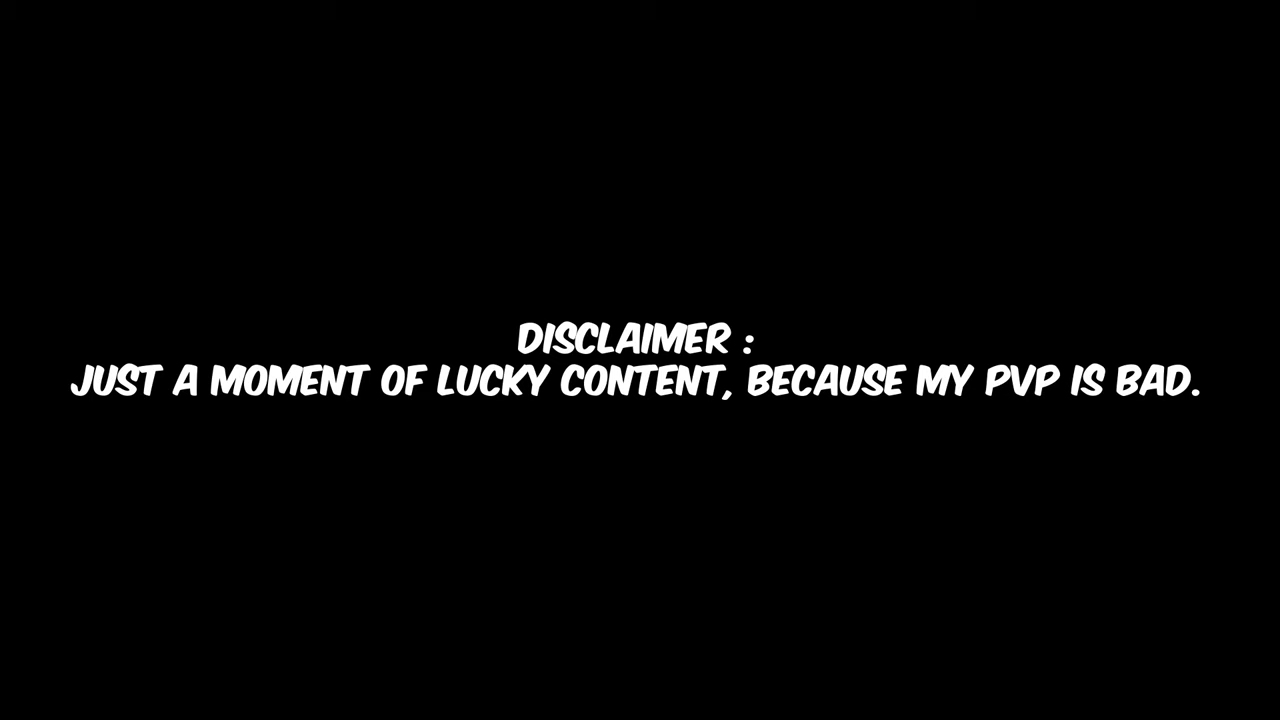 DISCLAIMER :
JUST A MOMENT OF LUCKY CONTENT, BECAUSE MY PVP IS BAD.